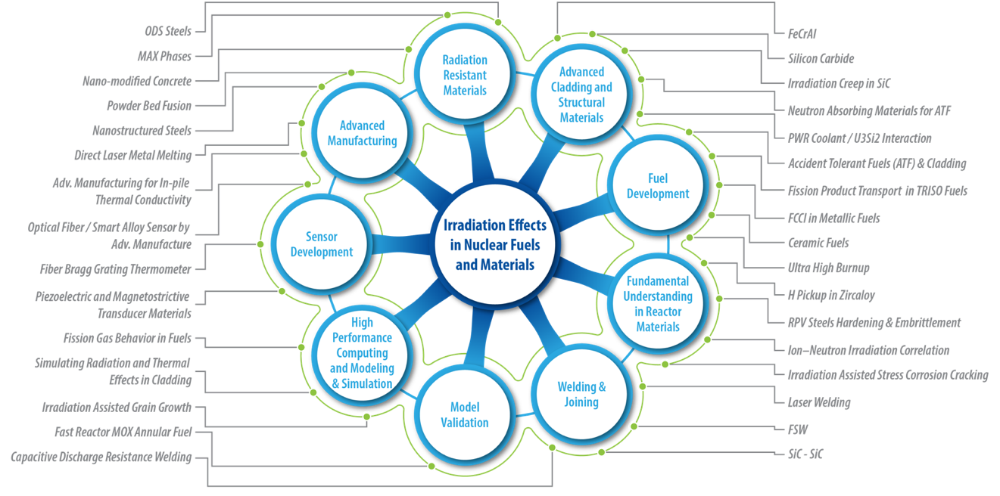 ODS Steels
MAX Phases
Nano-modified Concrete
Powder Bed Fusion
Nanostructured Steels
Direct Laser Metal Melting
Adv. Manufacturing for In-pile
Thermal Conductivity
Optical Fiber / Smart Alloy Sensor by
Adv. Manufacture
Fiber Bragg Grating Thermometer
Piezoelectric and Magnetostrictive
Transducer Materials
Fission Gas Behavior in Fuels
Simulating Radiation and Thermal
Effects in Cladding
Irradiation Assisted Grain Growth
Fast Reactor MOX Annular Fuel
Capacitive Discharge Resistance Welding
Radiation
Resistant
Materials
Advanced
Cladding and
Structural
Materials
Advanced
Manufacturing
Fuel
Development
Sensor
Development
Irradiation Effects
in Nuclear Fuels
and Materials
Fundamental
Understanding
in Reactor
Materials
High
Performance
Computing
and Modeling
& Simulation
Model
Validation
Welding &
Joining
FeCrAl
Silicon Carbide
Irradiation Creep in SiC
Neutron Absorbing Materials for ATF
PWR Coolant / U3Si2 Interaction
Accident Tolerant Fuels (ATF) & Cladding
Fission Product Transport in TRISO Fuels
FCCI in Metallic Fuels
Ceramic Fuels
Ultra High Burnup
H Pickup in Zircaloy
RPV Steels Hardening & Embrittlement
Ion–Neutron Irradiation Correlation
Irradiation Assisted Stress Corrosion Cracking
Laser Welding
FSW
SiC - SiC